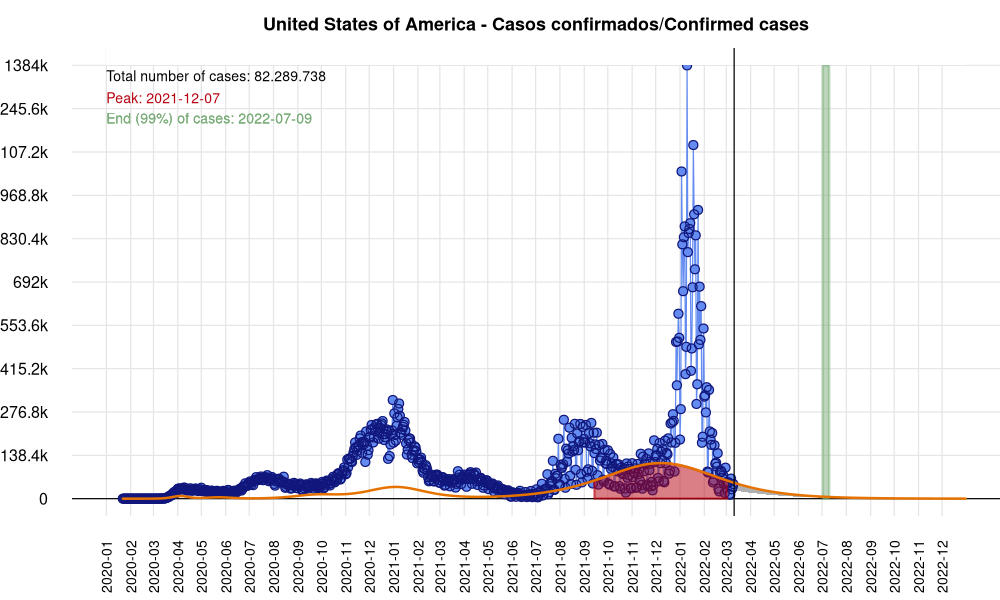 United States of America - Casos confirmados/Confirmed cases
Total number of cases: 82.289.738
Peak: 2021-12-07
End (99%) of cases: 2022-07-09
1384k
245.6k
107.2k
968.8k
830.4k
692k
553.6k
415.2k
276.8k
138.4k
0
2020-01
2020-02
2020-03
2020-04
2020-05
2020-06
2020-07
2020-08
2020-09
2020-10
2020-11
2020-12
2021-01
2021-02
2021-03
2021-04
2021-05
2021-06
2021-07
2021-08
2021-09
2021-10
2021-11
2021-12
2022-01
2022-02
2022-03
2022-04
2022-05
2022-06
2022-07
2022-08
2022-09
2022-10
2022-11
2022-12